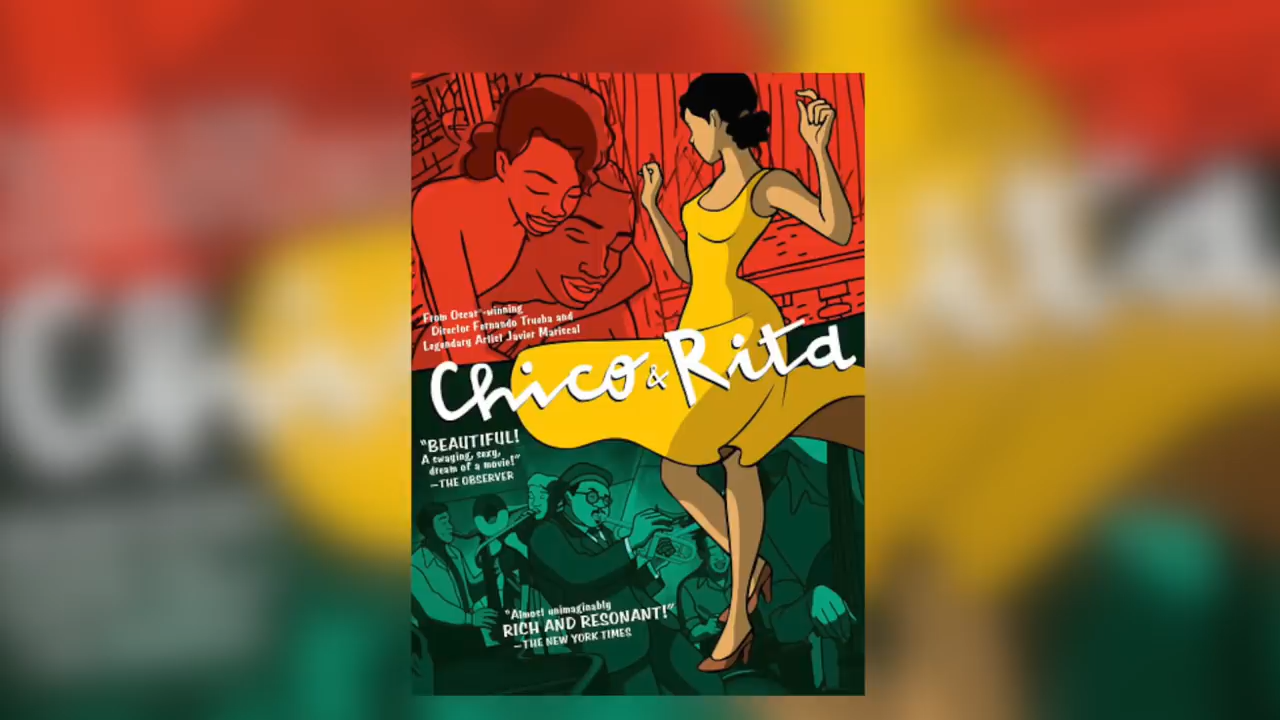 From Oscar®-winning
Director Fernando Trueba and
Legendary Artist Javier Mariscal
Chico & Rita
"BEAUTIFUL!
A swaying, sexy,
dream of a movie!"
—THE OBSERVER
"Almost unimaginably
RICH AND RESONANT!"
—THE NEW YORK TIMES